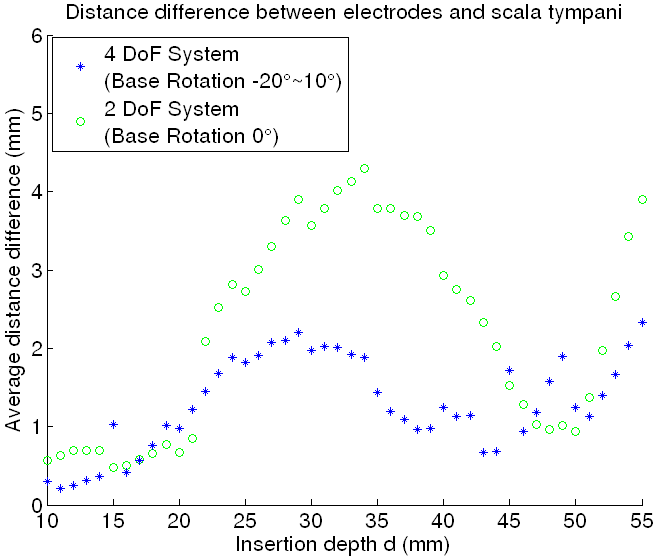 Distance difference between electrodes and scala tympani
4 DoF System
(Base Rotation -20°~10°)
2 DoF System
(Base Rotation 0°)
Average distance difference (mm)
6
5
4
3
2
1
0
10 15 20 25 30 35 40 45 50 55
Insertion depth d (mm)